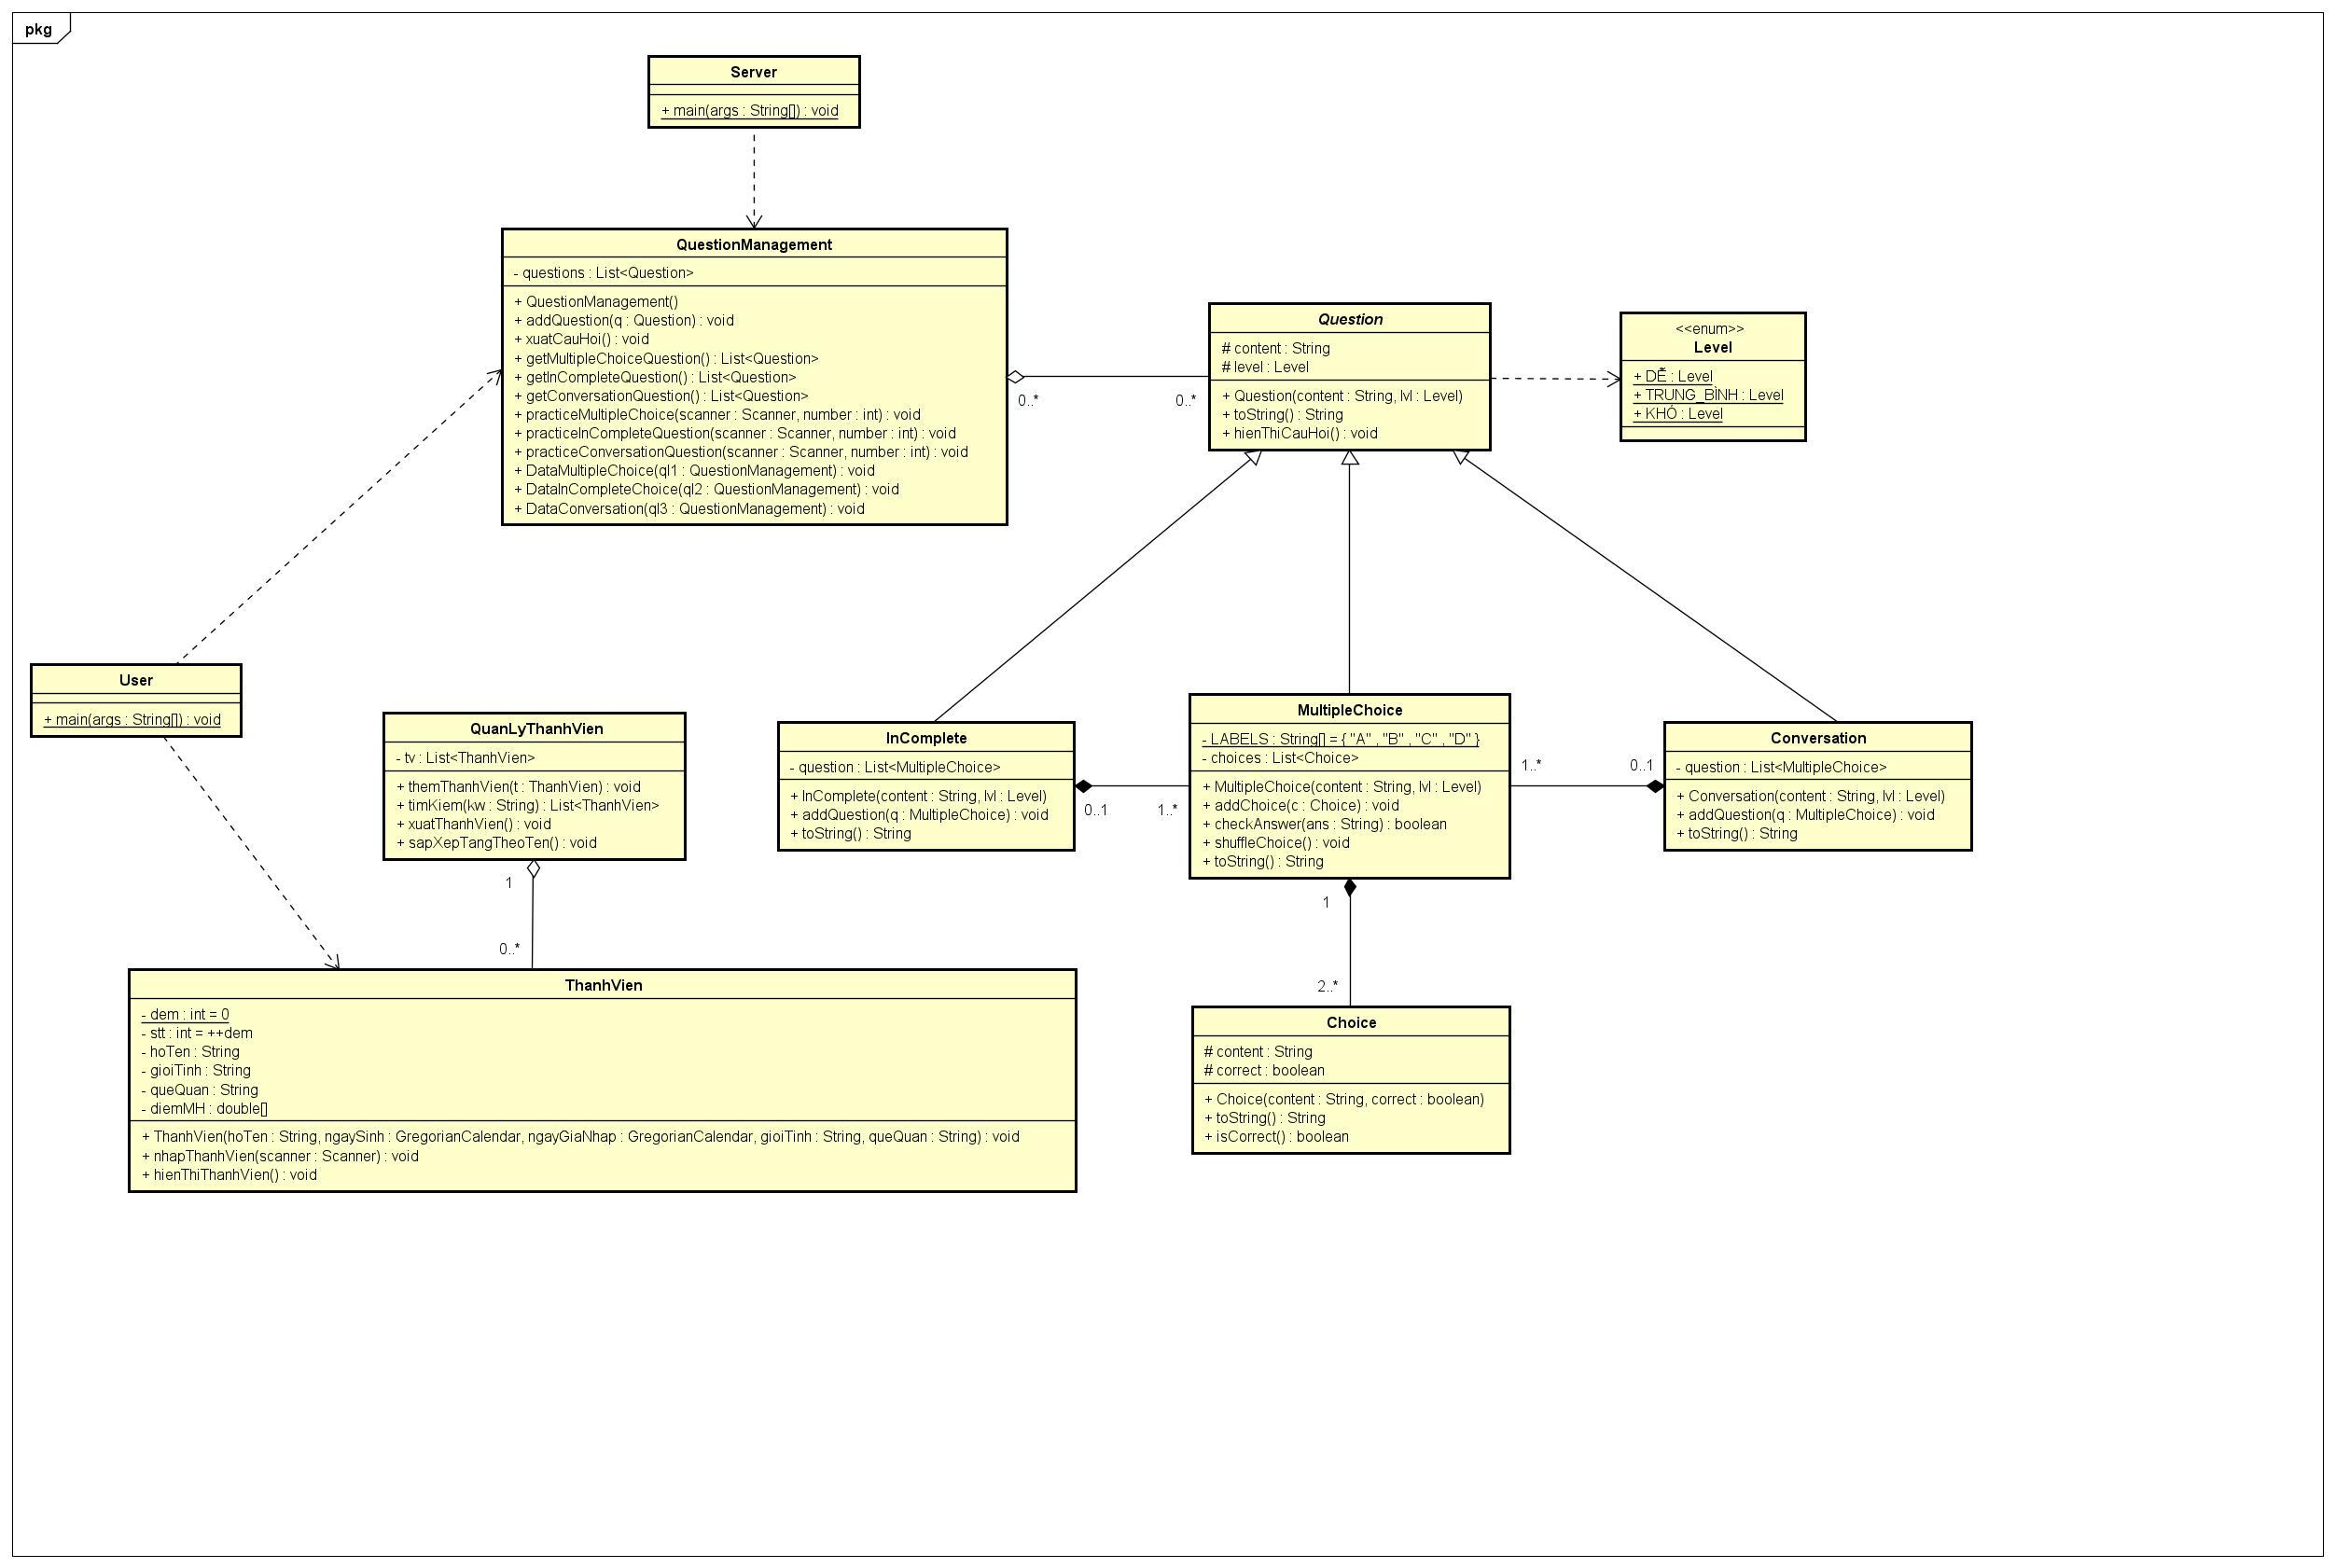 pkg
Server
+ main(args : String[]) : void
QuestionManagement
- questions : List<Question>
+ QuestionManagement()
+ addQuestion(q : Question) : void
+ xuatCauHoi() : void
+ getMultipleChoiceQuestion() : List<Question>
+ getInCompleteQuestion() : List<Question>
+ getConversationQuestion() : List<Question>
+ practiceMultipleChoice(scanner : Scanner, number : int) : void
+ practiceInCompleteQuestion(scanner : Scanner, number : int) : void
+ practiceConversationQuestion(scanner : Scanner, number : int) : void
+ DataMultipleChoice(ql1 : QuestionManagement) : void
+ DataInCompleteChoice(ql2 : QuestionManagement) : void
+ DataConversation(ql3 : QuestionManagement) : void
0..*
0..*
Question
# content : String
# level : Level
+ Question(content : String, lvl : Level)
+ toString() : String
+ hienThiCauHoi() : void
<<enum>>
Level
+ DỄ : Level
+ TRUNG_BÌNH : Level
+ KHÓ : Level
User
+ main(args : String[]) : void
QuanLyThanhVien
- tv : List<ThanhVien>
+ themThanhVien(t : ThanhVien) : void
+ timKiem(kw : String) : List<ThanhVien>
+ xuatThanhVien() : void
+ sapXepTangTheoTen() : void
1
0..*
InComplete
- question : List<MultipleChoice>
+ InComplete(content : String, lvl : Level)
+ addQuestion(q : MultipleChoice) : void
+ toString() : String
0..1
1..*
MultipleChoice
- LABELS : String[] = { "A" , "B" , "C" , "D" }
- choices : List<Choice>
+ MultipleChoice(content : String, lvl : Level)
+ addChoice(c : Choice) : void
+ checkAnswer(ans : String) : boolean
+ shuffleChoice() : void
+ toString() : String
1..*
0..1
Conversation
- question : List<MultipleChoice>
+ Conversation(content : String, lvl : Level)
+ addQuestion(q : MultipleChoice) : void
+ toString() : String
1
2..*
ThanhVien
- dem : int = 0
- stt : int = ++dem
- hoTen : String
- gioiTinh : String
- queQuan : String
- diemMH : double[]
+ ThanhVien(hoTen : String, ngaySinh : GregorianCalendar, ngayGiaNhap : GregorianCalendar, gioiTinh : String, queQuan : String) : void
+ nhapThanhVien(scanner : Scanner) : void
+ hienThiThanhVien() : void
Choice
# content : String
# correct : boolean
+ Choice(content : String, correct : boolean)
+ toString() : String
+ isCorrect() : boolean